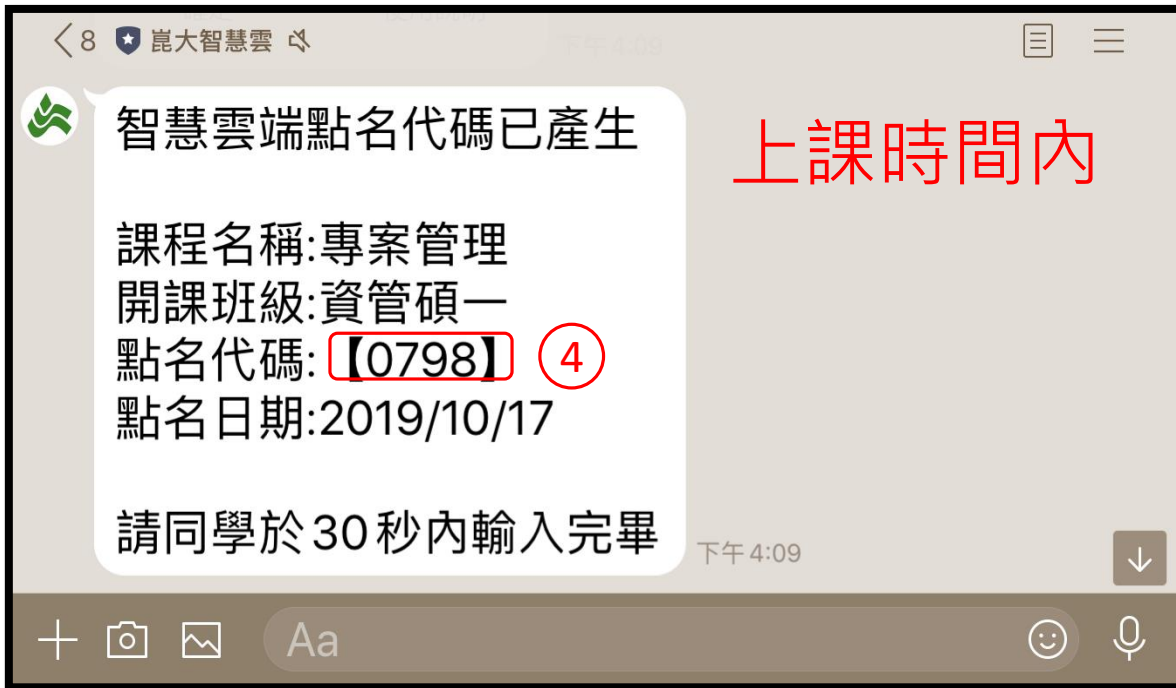 8 崑大智慧雲
下午 4:09
智慧雲端點名代碼已產生
上課時間內
課程名稱:專案管理
開課班級:資管碩一
點名代碼:【0798】 ④
點名日期:2019/10/17
請同學於30秒內輸入完畢
下午 4:09
Aa